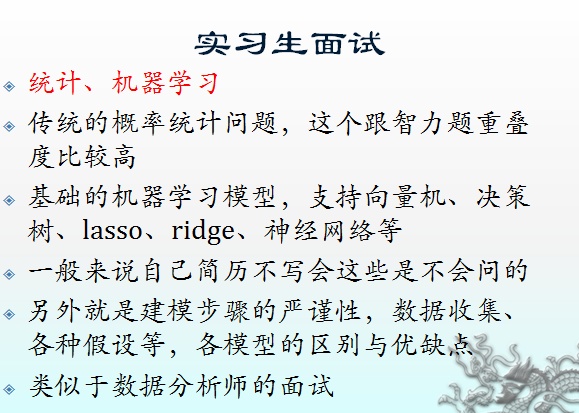 实习生面试
统计、机器学习
传统的概率统计问题，这个跟智力题重叠
度比较高
基础的机器学习模型，支持向量机、决策
树、lasso、ridge、神经网络等
一般来说自己简历不写会这些是不会问的
另外就是建模步骤的严谨性，数据收集、
各种假设等，各模型的区别与优缺点
类似于数据分析师的面试